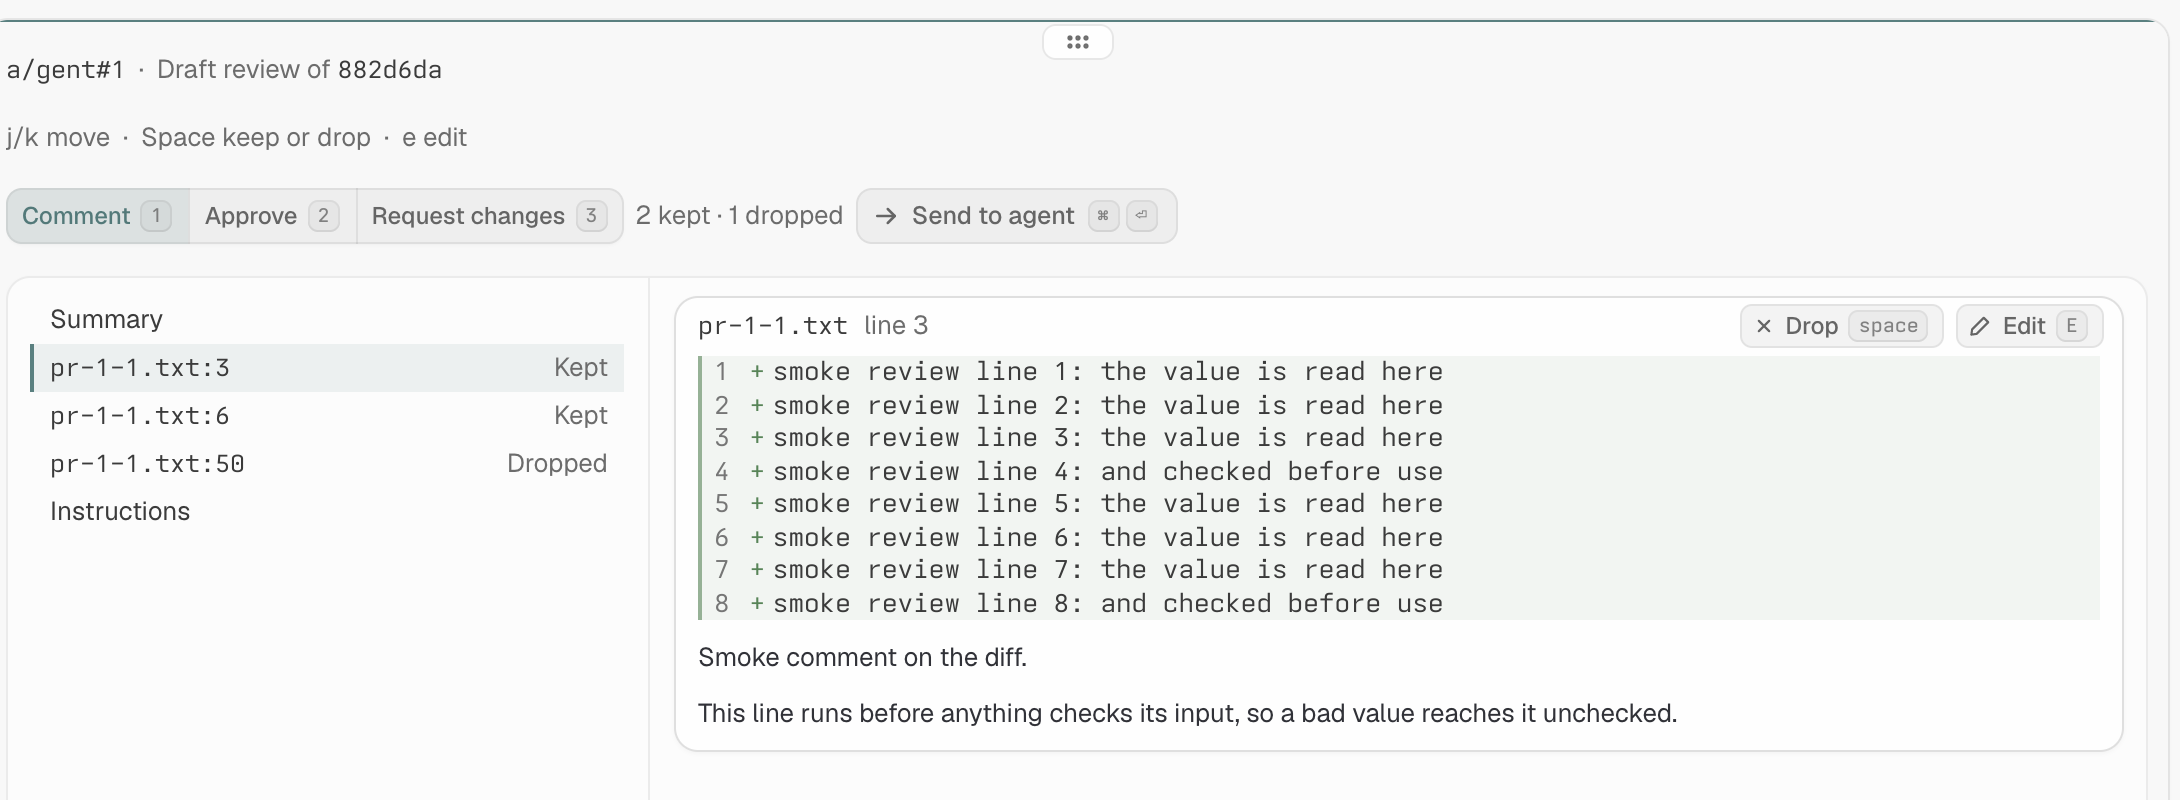 a/gent#1 · Draft review of 882d6da
j/k move · Space keep or drop · e edit
Comment 1 Approve 2 Request changes 3 2 kept · 1 dropped → Send to agent ⌘ ⏎
Summary
pr-1-1.txt:3 Kept
pr-1-1.txt:6 Kept
pr-1-1.txt:50 Dropped
Instructions
pr-1-1.txt line 3 × Drop space Edit E
1 + smoke review line 1: the value is read here
2 + smoke review line 2: the value is read here
3 + smoke review line 3: the value is read here
4 + smoke review line 4: and checked before use
5 + smoke review line 5: the value is read here
6 + smoke review line 6: the value is read here
7 + smoke review line 7: the value is read here
8 + smoke review line 8: and checked before use
Smoke comment on the diff.
This line runs before anything checks its input, so a bad value reaches it unchecked.